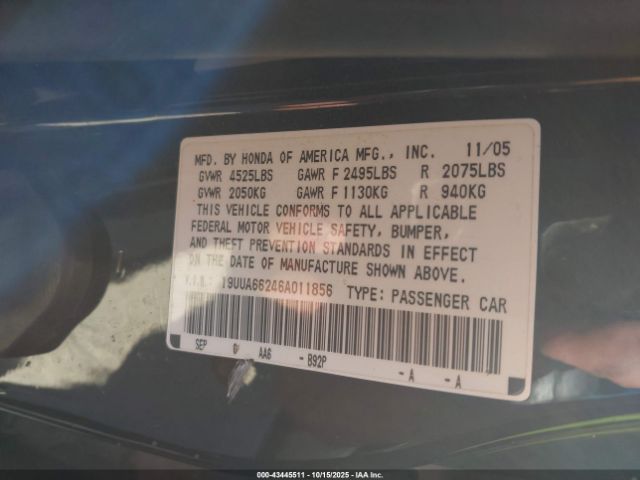 MFD. BY HONDA OF AMERICA MFG., INC. 11/05
GVWR 4525LBS GAWR F 2495LBS R 2075LBS
GVWR 2050KG GAWR F 1130KG R 940KG
THIS VEHICLE CONFORMS TO ALL APPLICABLE
FEDERAL MOTOR VEHICLE SAFETY, BUMPER,
AND THEFT PREVENTION STANDARDS IN EFFECT
ON THE DATE OF MANUFACTURE SHOWN ABOVE.
V.I.N.: 19UUA66246A011856 TYPE: PASSENGER CAR
SEP AA6 - B92P - A - A
000-43445511 | 10/15/2025 | IAA Inc.